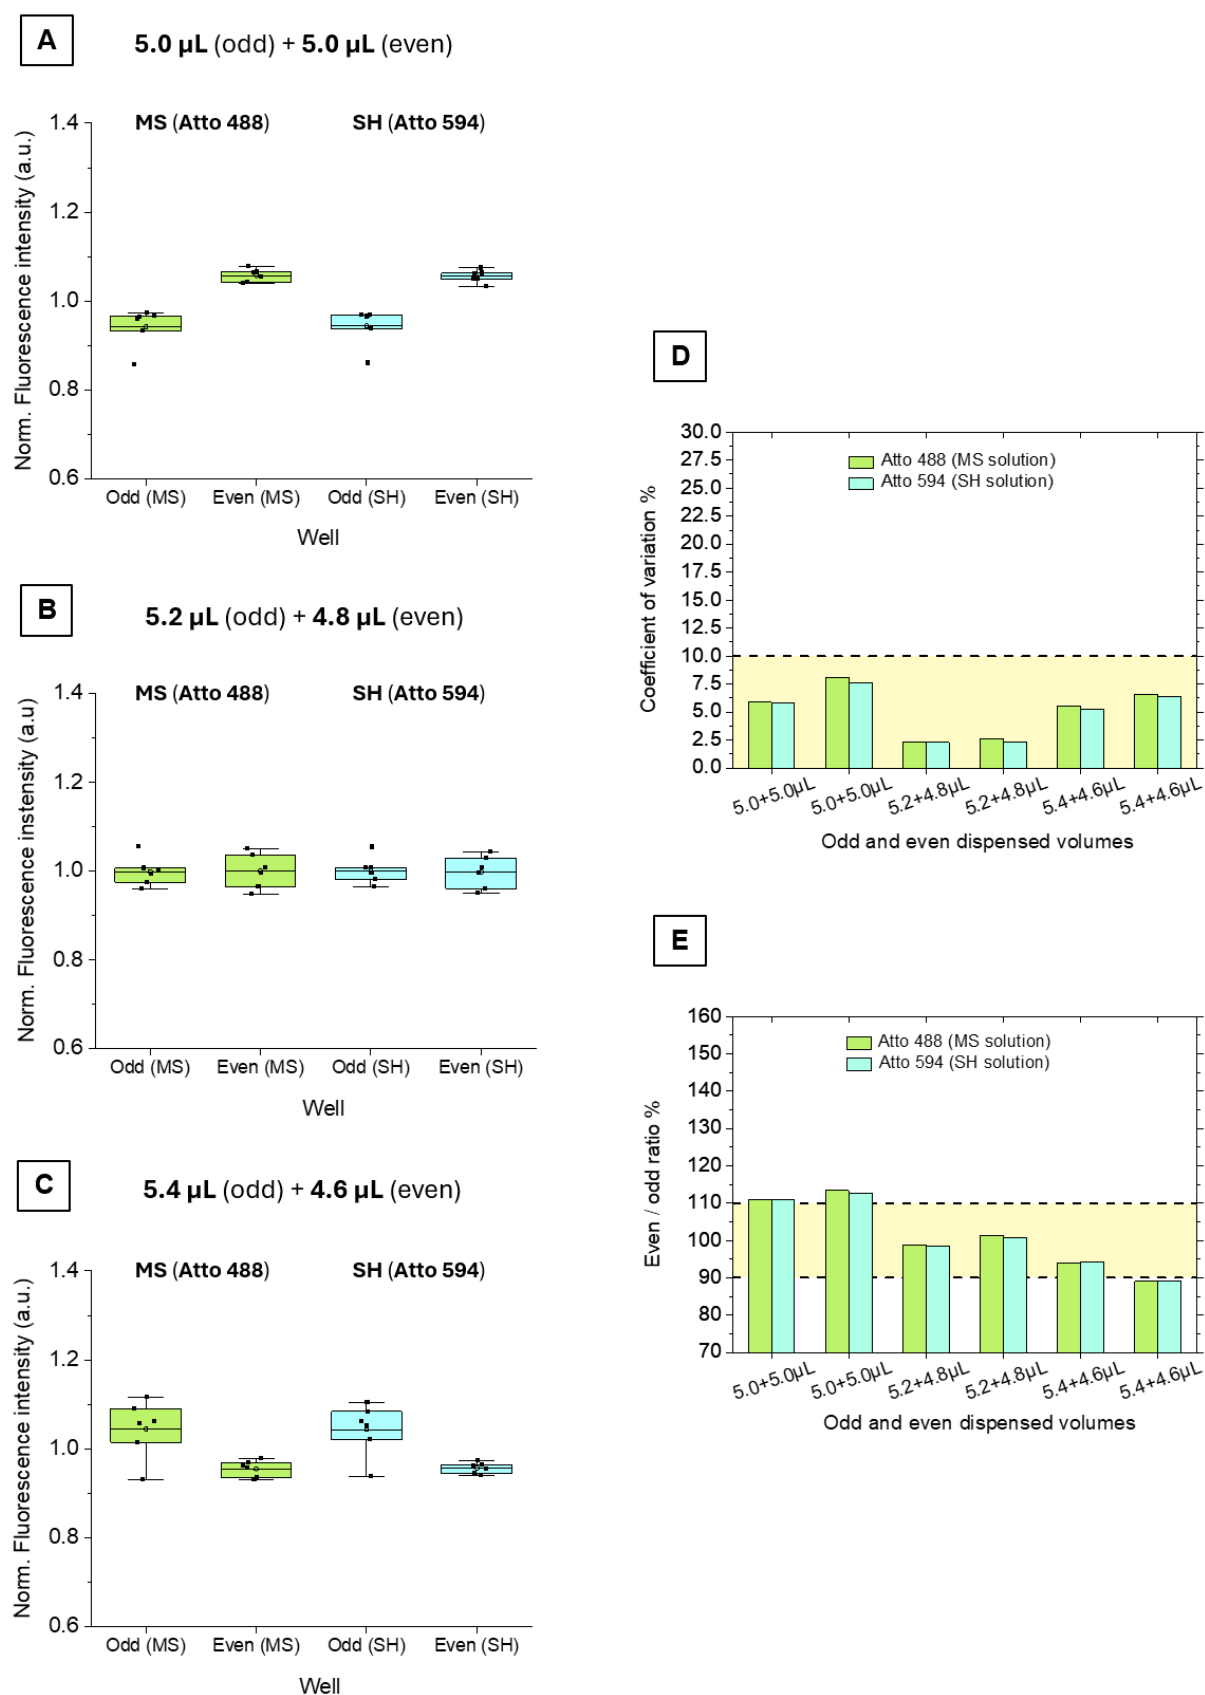 A
5.0 µL (odd) + 5.0 µL (even)
MS (Atto 488)
SH (Atto 594)
Norm. Fluorescence intensity (a.u.)
1.4
1.2
1.0
0.8
0.6
Odd (MS)
Even (MS)
Odd (SH)
Even (SH)
Well
B
5.2 µL (odd) + 4.8 µL (even)
MS (Atto 488)
SH (Atto 594)
Norm. Fluorescence instensity (a.u)
1.4
1.2
1.0
0.8
0.6
Odd (MS)
Even (MS)
Odd (SH)
Even (SH)
Well
C
5.4 µL (odd) + 4.6 µL (even)
MS (Atto 488)
SH (Atto 594)
Norm. Fluorescence intensity (a.u.)
1.4
1.2
1.0
0.8
0.6
Odd (MS)
Even (MS)
Odd (SH)
Even (SH)
Well
D
Atto 488 (MS solution)
Atto 594 (SH solution)
Coefficient of variation %
30.0
27.5
25.0
22.5
20.0
17.5
15.0
12.5
10.0
7.5
5.0
2.5
0.0
5.0+5.0µL
5.0+5.0µL
5.2+4.8µL
5.2+4.8µL
5.4+4.6µL
5.4+4.6µL
Odd and even dispensed volumes
E
Atto 488 (MS solution)
Atto 594 (SH solution)
Even / odd ratio %
160
150
140
130
120
110
100
90
80
70
5.0+5.0µL
5.0+5.0µL
5.2+4.8µL
5.2+4.8µL
5.4+4.6µL
5.4+4.6µL
Odd and even dispensed volumes